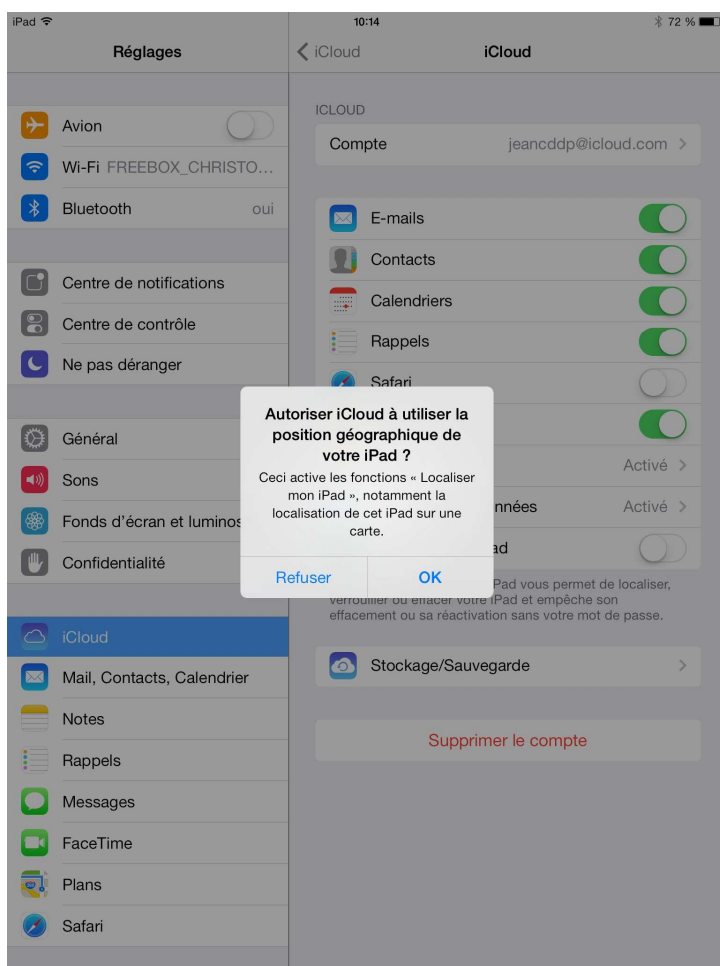 iPad
10:14
72 %
Réglages
iCloud
iCloud
Avion
Wi-Fi FREEBOX_CHRISTO...
Bluetooth oui
Centre de notifications
Centre de contrôle
Ne pas déranger
Général
Sons
Fonds d'écran et luminos
Confidentialité
iCloud
Mail, Contacts, Calendrier
Notes
Rappels
Messages
FaceTime
Plans
Safari
ICLOUD
Compte jeancddp@icloud.com
E-mails
Contacts
Calendriers
Rappels
Safari
Activé
nnées Activé
ad
Pad vous permet de localiser,
verrouiller ou effacer votre iPad et empêche son
effacement ou sa réactivation sans votre mot de passe.
Stockage/Sauvegarde
Supprimer le compte
Autoriser iCloud à utiliser la
position géographique de
votre iPad ?
Ceci active les fonctions « Localiser
mon iPad », notamment la
localisation de cet iPad sur une
carte.
Refuser
OK